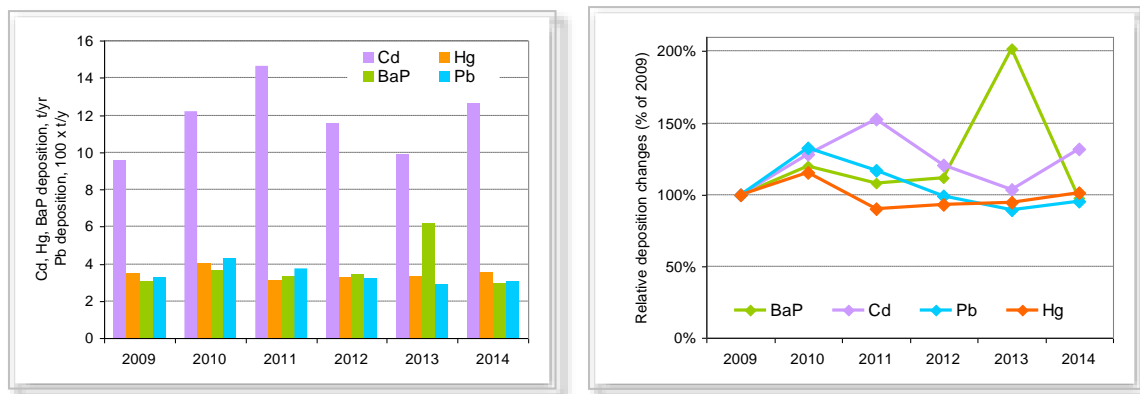 Cd, Hg, BaP deposition, t/yr
Pb deposition, 100 x t/y
16
14
12
10
8
6
4
2
0
Cd Hg
BaP Pb
2009 2010 2011 2012 2013 2014
Relative deposition changes (% of 2009)
200%
150%
100%
50%
0%
BaP Cd Pb Hg
2009 2010 2011 2012 2013 2014